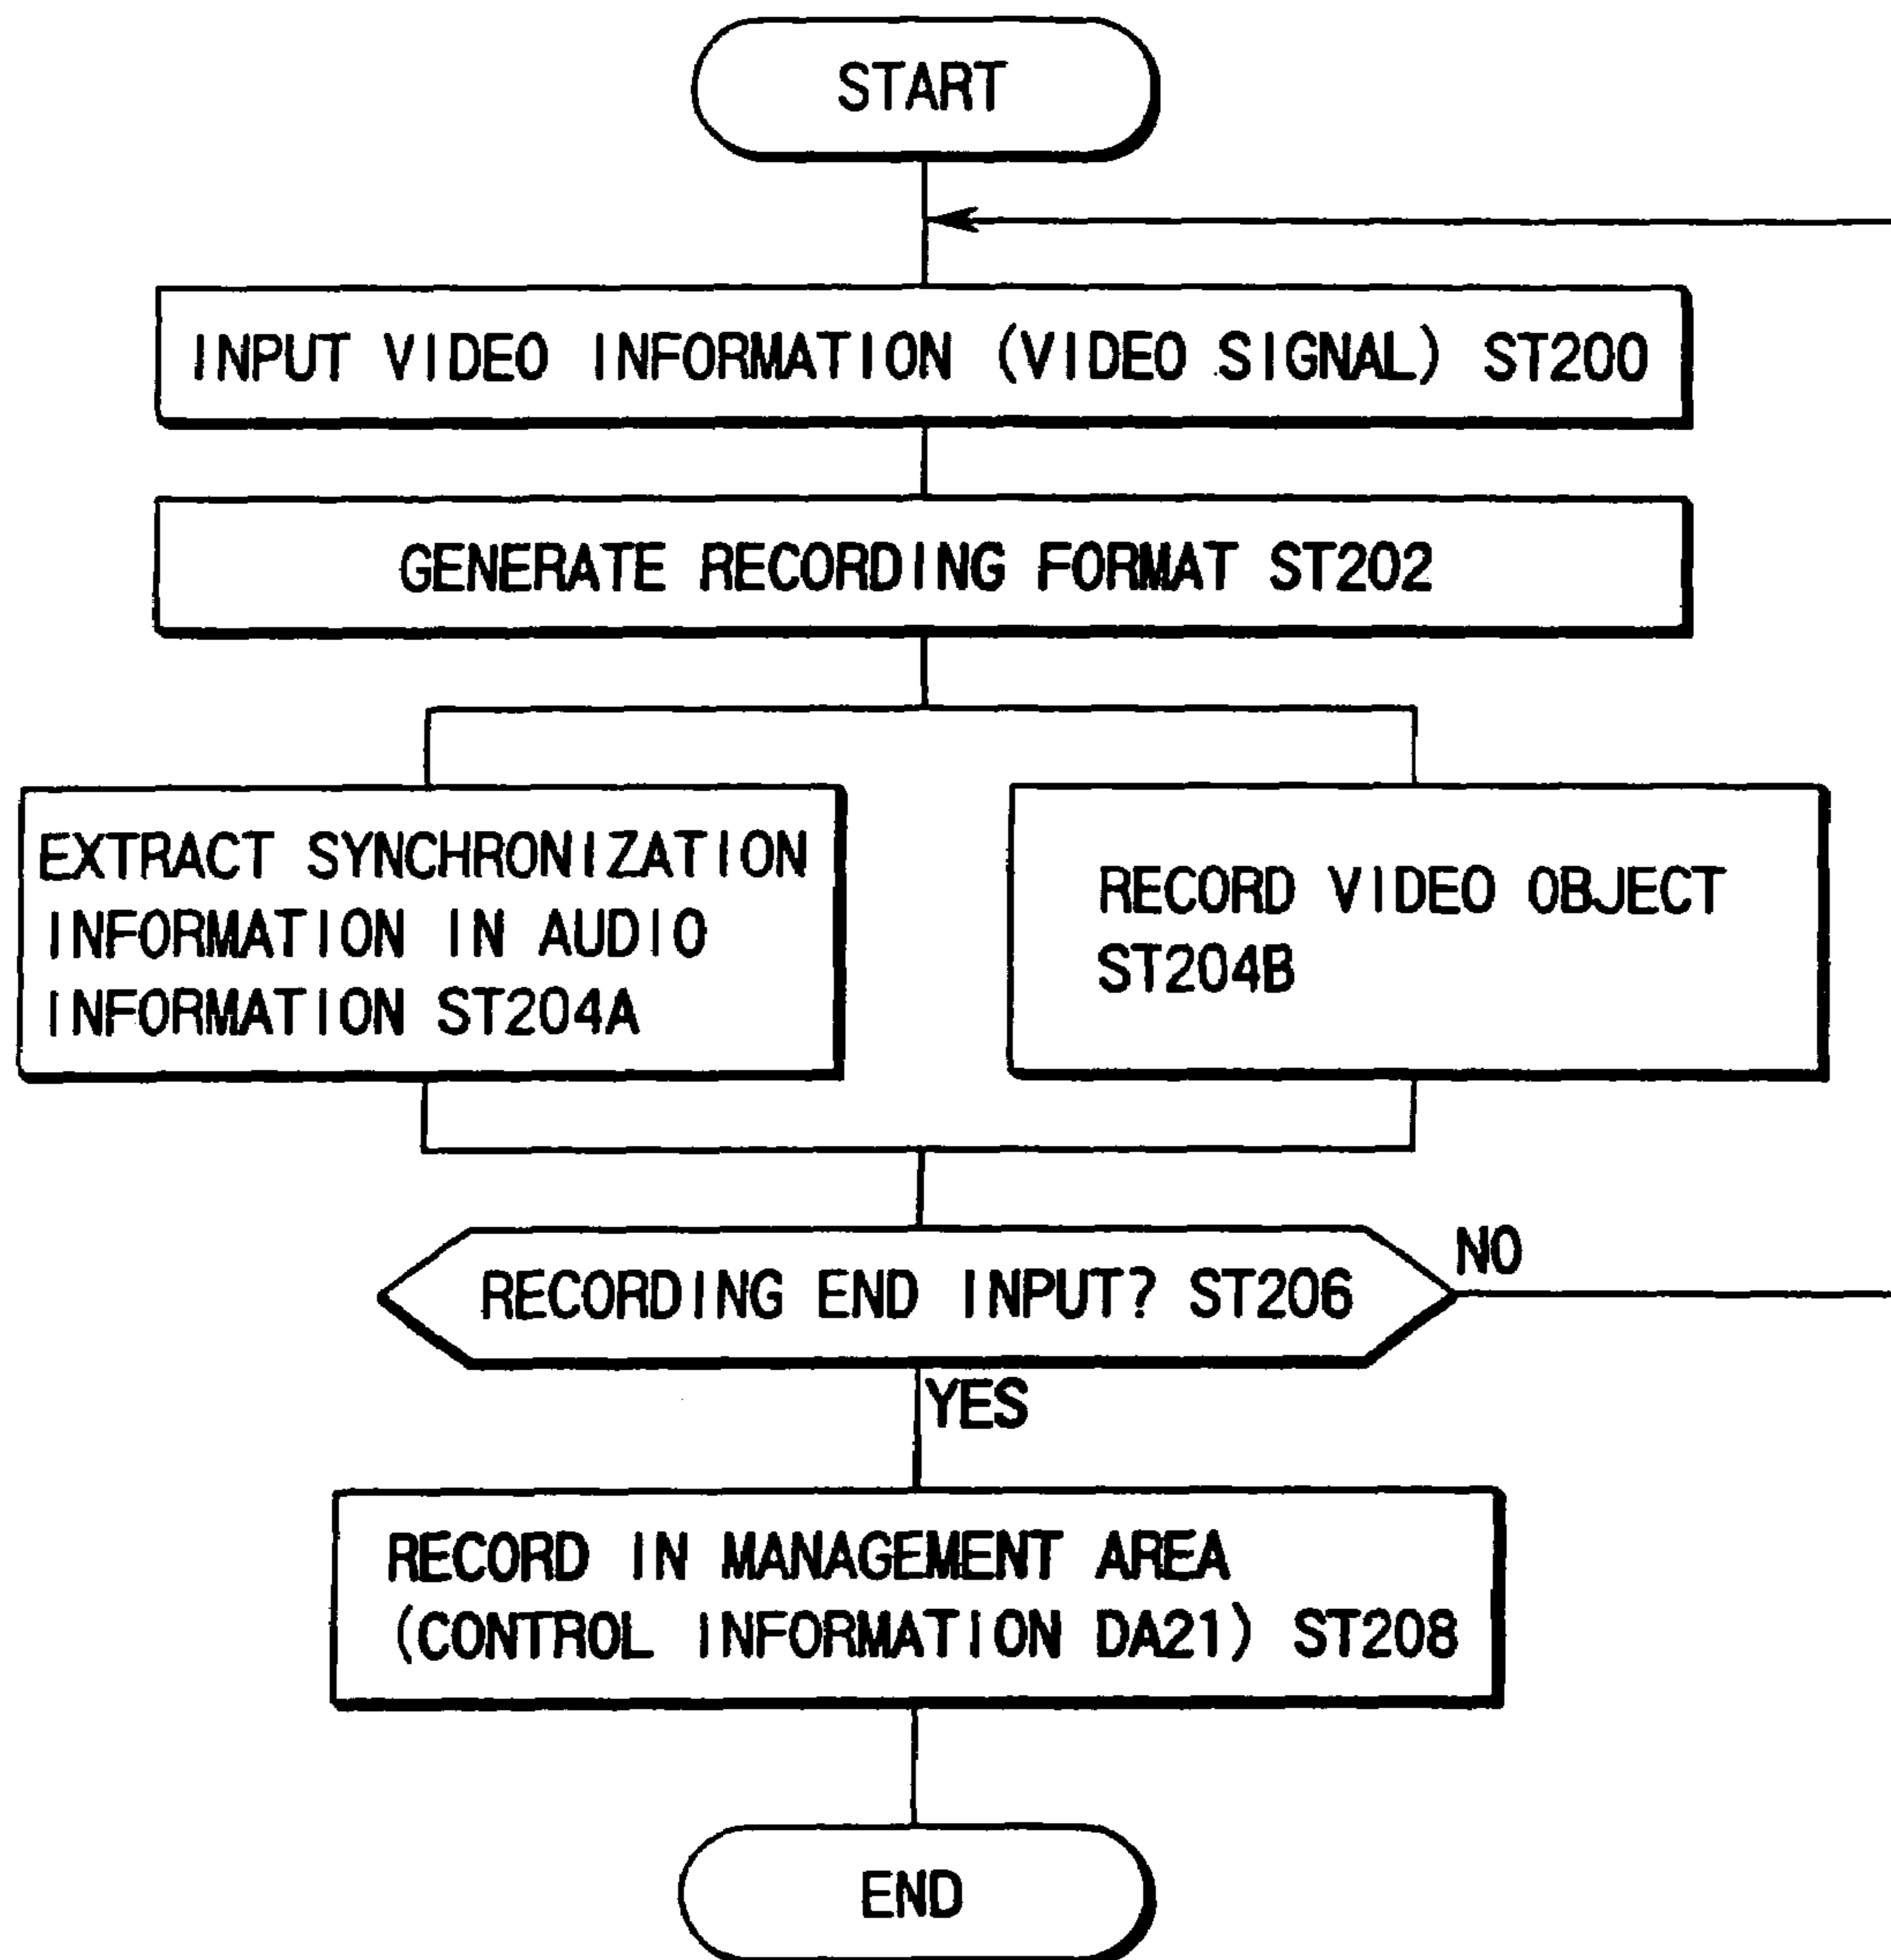 START
INPUT VIDEO INFORMATION (VIDEO SIGNAL) ST200
GENERATE RECORDING FORMAT ST202
EXTRACT SYNCHRONIZATION
INFORMATION IN AUDIO
INFORMATION ST204A
RECORD VIDEO OBJECT
ST204B
RECORDING END INPUT? ST206
NO
YES
RECORD IN MANAGEMENT AREA
(CONTROL INFORMATION DA21) ST208
END